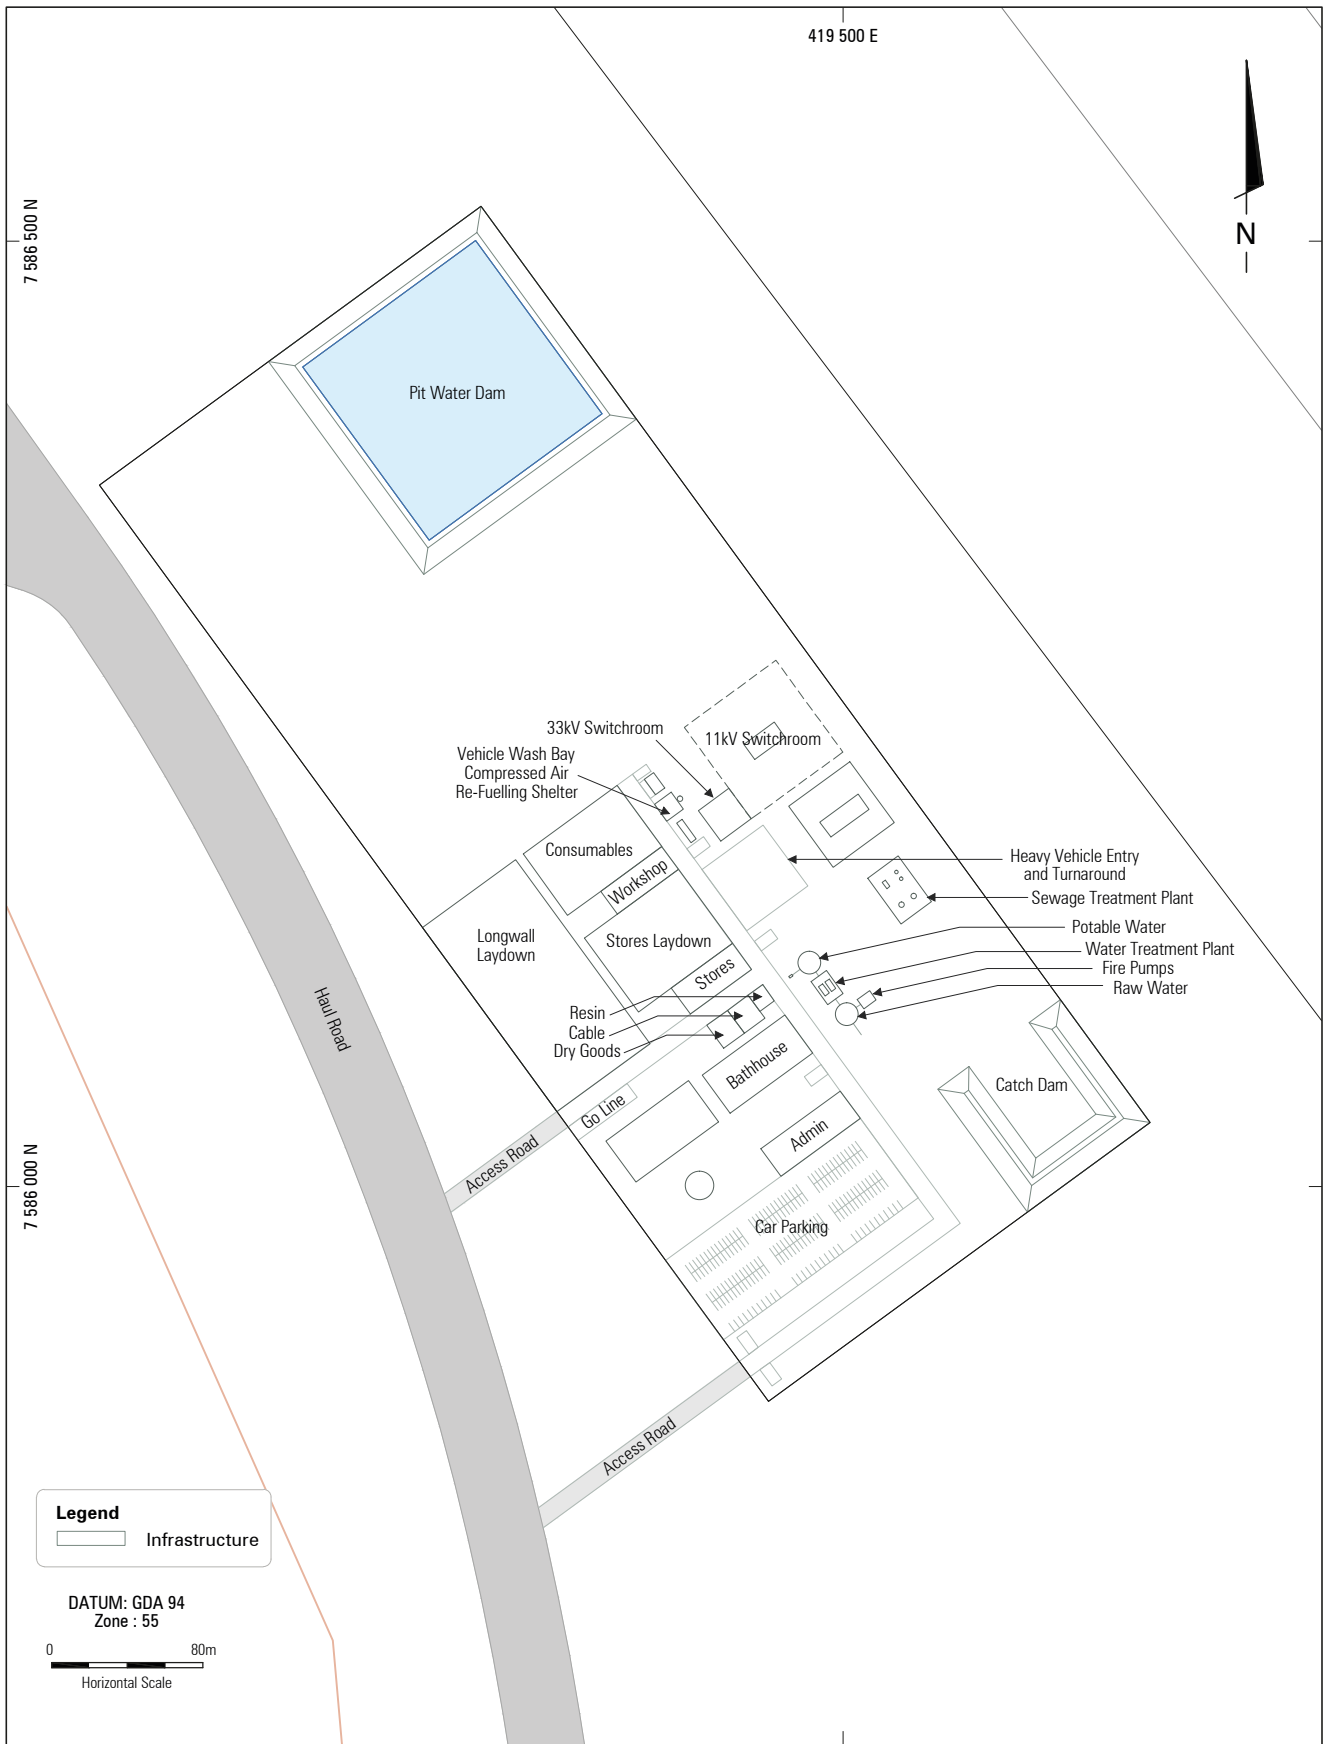 419 500 E
7 586 500 N
N
Pit Water Dam
33kV Switchroom
11kV Switchroom
Vehicle Wash Bay
Compressed Air
Re-Fuelling Shelter
Consumables
Workshop
Heavy Vehicle Entry
and Turnaround
Sewage Treatment Plant
Longwall
Laydown
Stores Laydown
Potable Water
Water Treatment Plant
Fire Pumps
Raw Water
Stores
Haul Road
Resin
Cable
Dry Goods
Bathhouse
Catch Dam
Go Line
Admin
Access Road
7 586 000 N
Car Parking
Access Road
Legend
Infrastructure
DATUM: GDA 94
Zone : 55
0 80m
Horizontal Scale